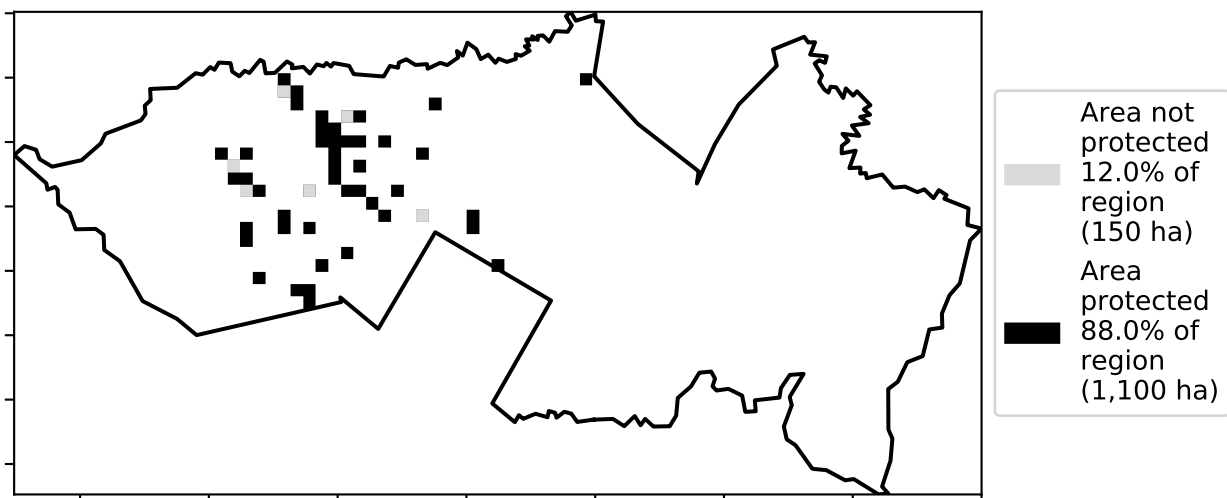 Area not
protected
12.0% of
region
(150 ha)
Area
protected
88.0% of
region
(1,100 ha)